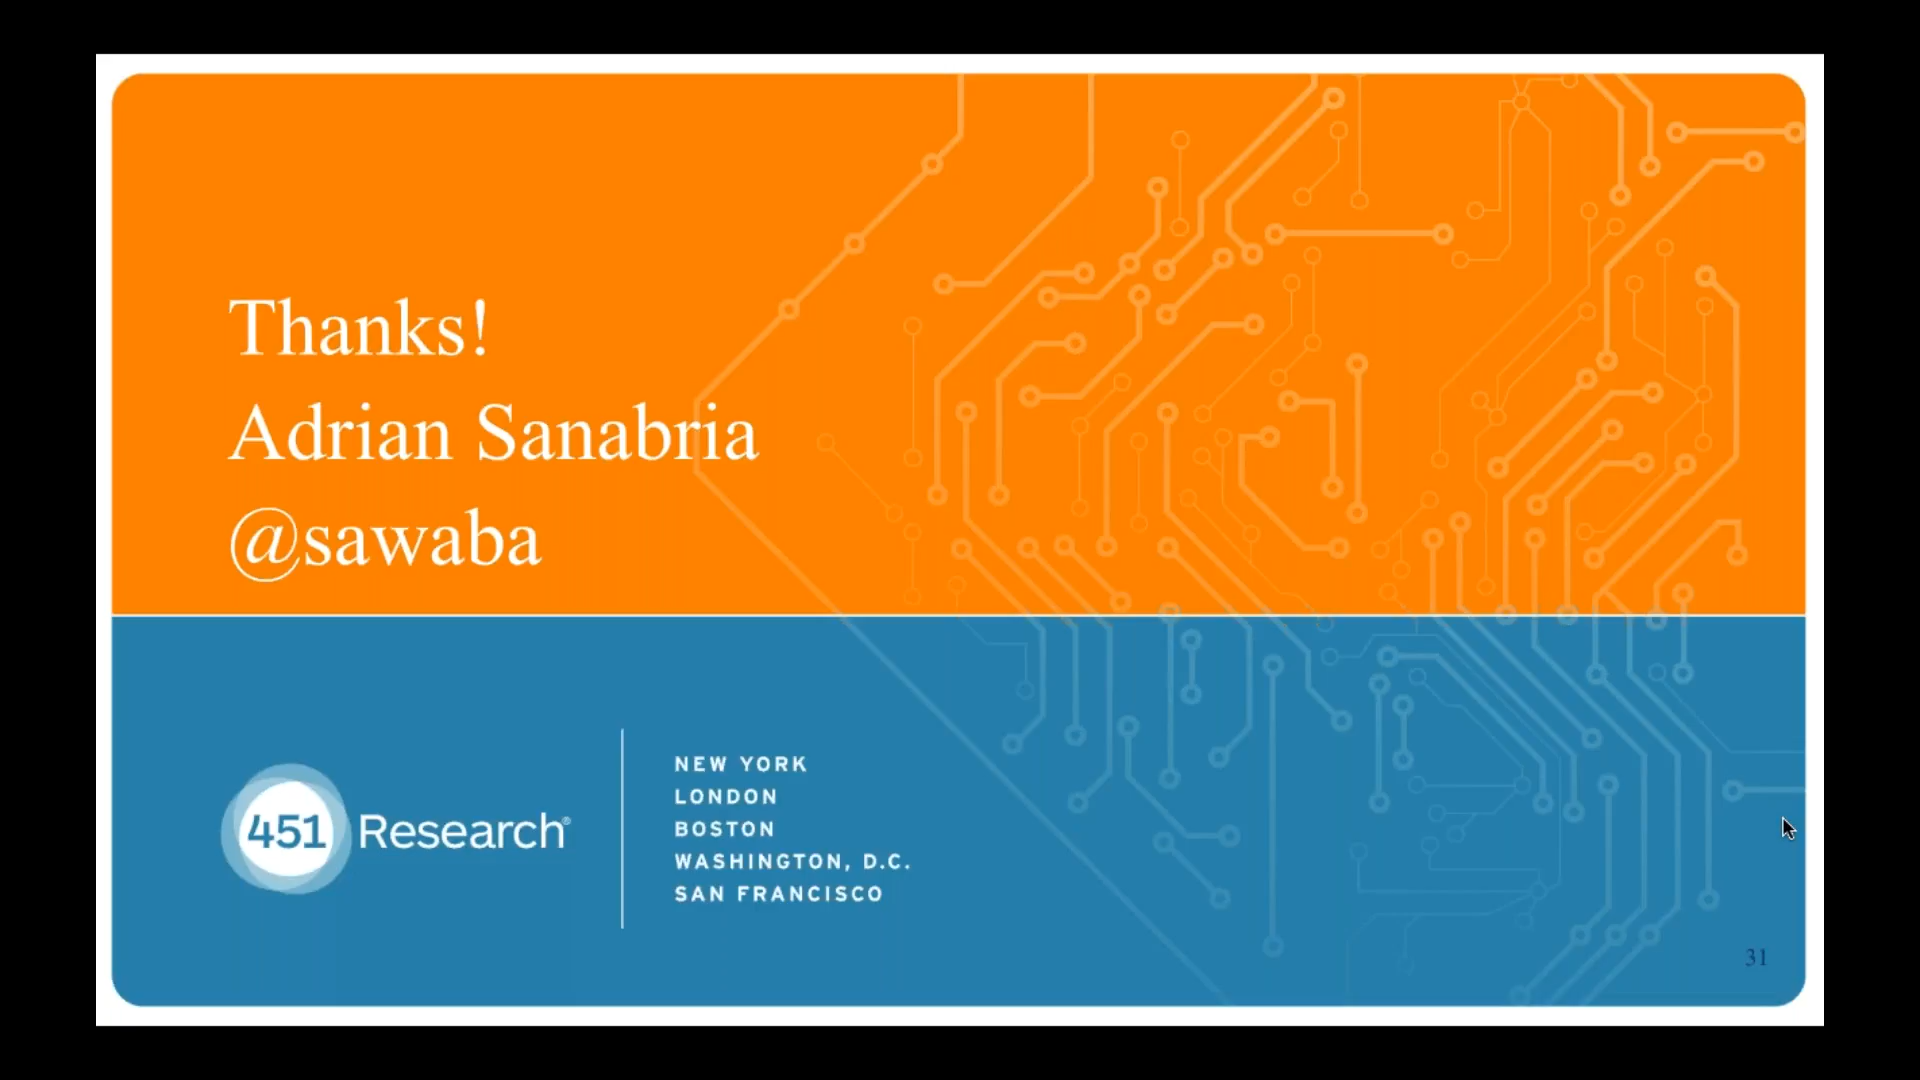 Thanks!
Adrian Sanabria
@sawaba
451 Research®
NEW YORK
LONDON
BOSTON
WASHINGTON, D.C.
SAN FRANCISCO
31